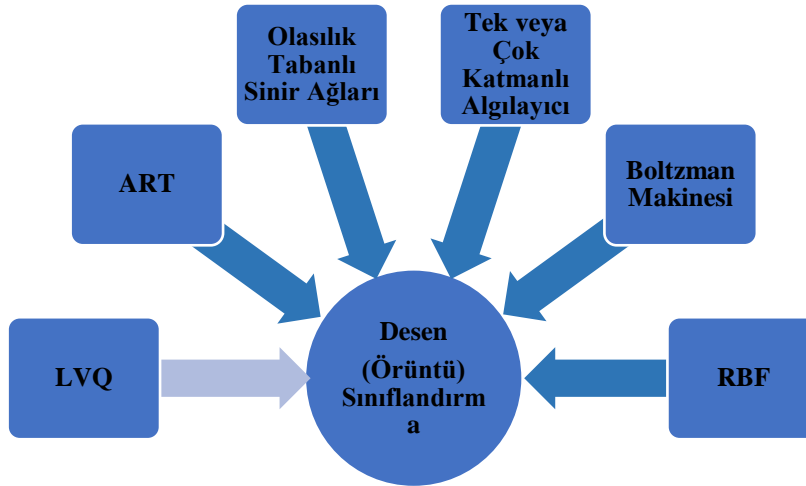 Olasılık
Tabanlı
Sinir Ağları
Tek veya
Çok
Katmanlı
Algılayıcı
ART
Boltzman
Makinesi
LVQ
Desen
(Örüntü)
Sınıflandırm
a
RBF